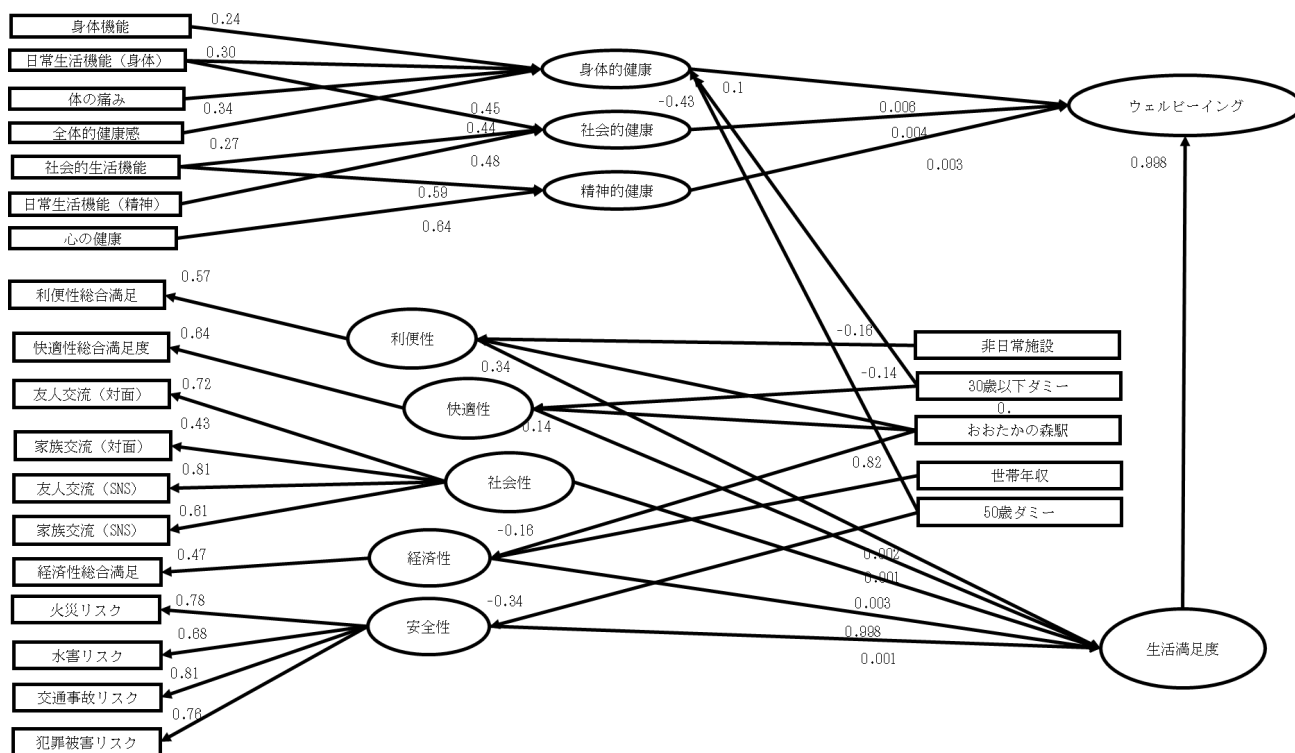 身体機能
0.24
日常生活機能（身体）
0.30
体の痛み
0.34
全体的健康感
0.27
社会的生活機能
日常生活機能（精神）
心の健康
0.45
0.44
0.48
0.59
0.64
身体的健康
社会的健康
精神的健康
-0.43
0.1
0.006
0.004
0.003
ウェルビーイング
0.998
利便性総合満足
0.57
快適性総合満足度
0.64
友人交流（対面）
0.72
家族交流（対面）
0.43
友人交流（SNS）
0.81
家族交流（SNS）
0.61
経済性総合満足
0.47
火災リスク
0.78
水害リスク
0.68
交通事故リスク
0.81
犯罪被害リスク
0.76
利便性
快適性
社会性
経済性
安全性
-0.16
0.34
-0.14
0.14
0.
0.82
-0.16
-0.34
非日常施設
30歳以下ダミー
おおたかの森駅
世帯年収
50歳ダミー
0.002
0.001
0.003
0.998
0.001
生活満足度